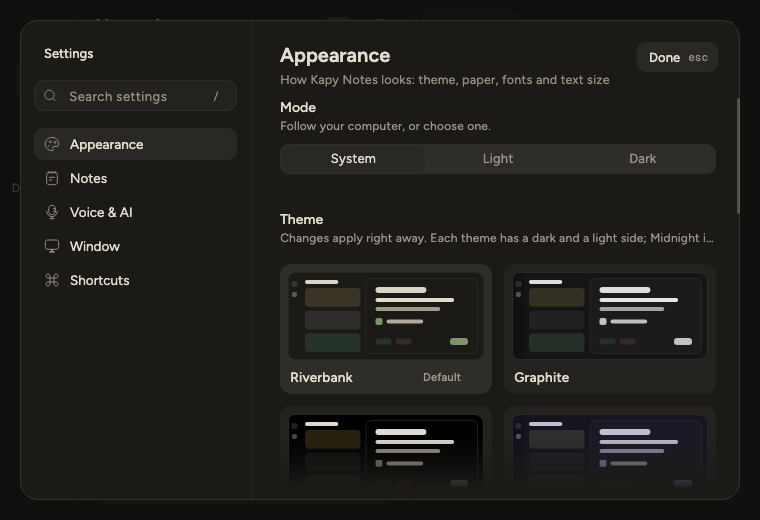 Settings
Search settings /
Appearance
Notes
Voice & AI
Window
Shortcuts
Appearance
How Kapy Notes looks: theme, paper, fonts and text size
Done esc
Mode
Follow your computer, or choose one.
System Light Dark
Theme
Changes apply right away. Each theme has a dark and a light side; Midnight i...
Riverbank Default
Graphite